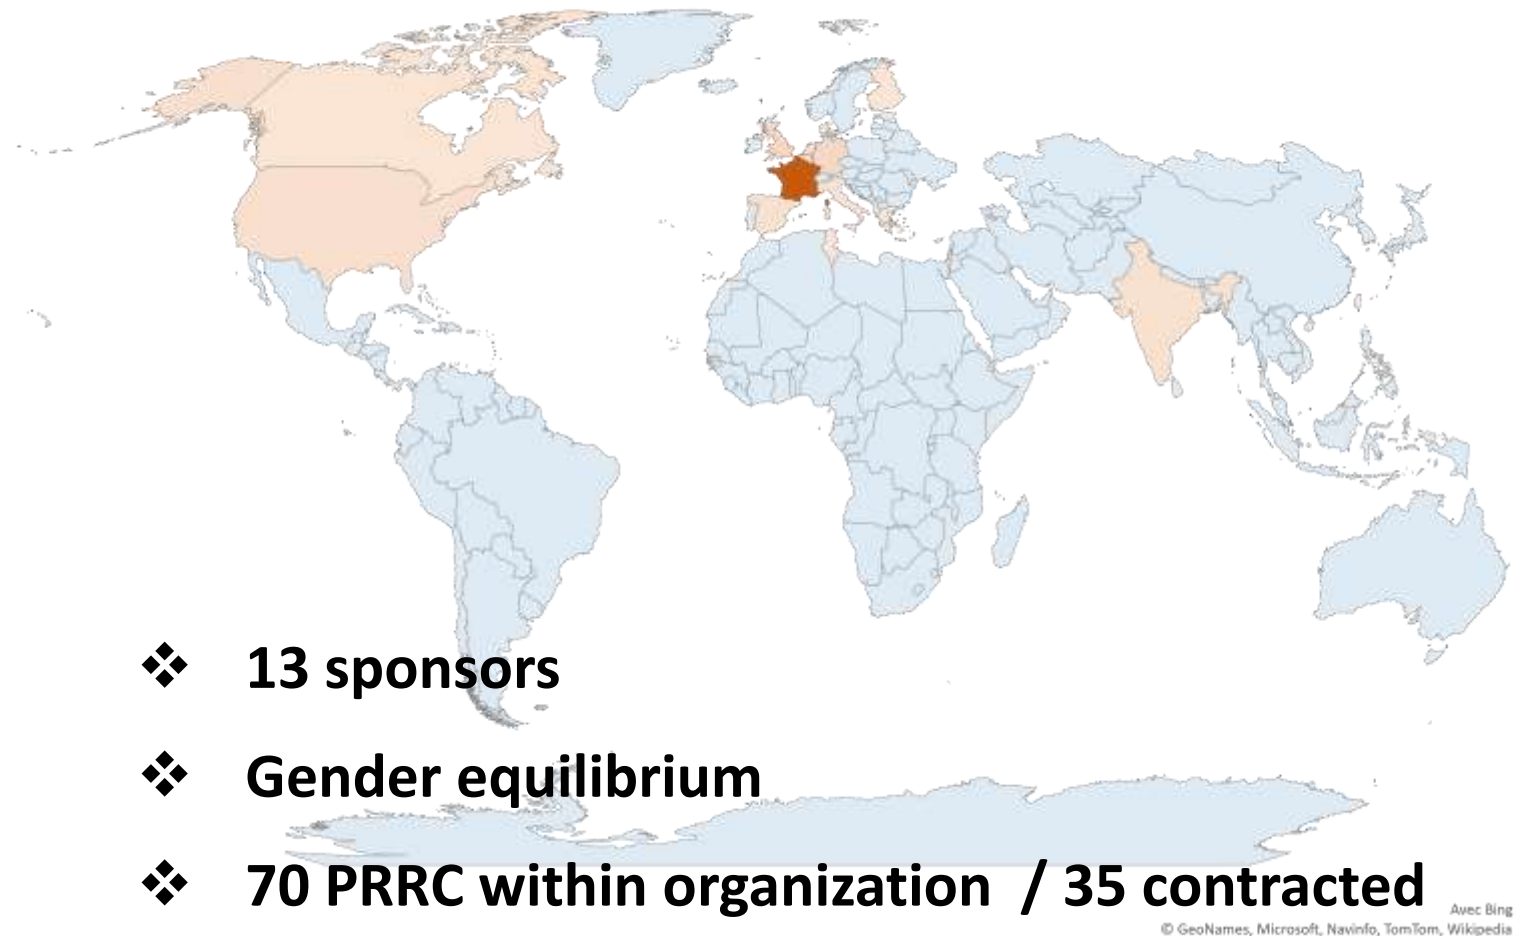 ❖ 13 sponsors
❖ Gender equilibrium
❖ 70 PRRC within organization / 35 contracted
Avec Bing
© GeoNames, Microsoft, Navinfo, TomTom, Wikipedia